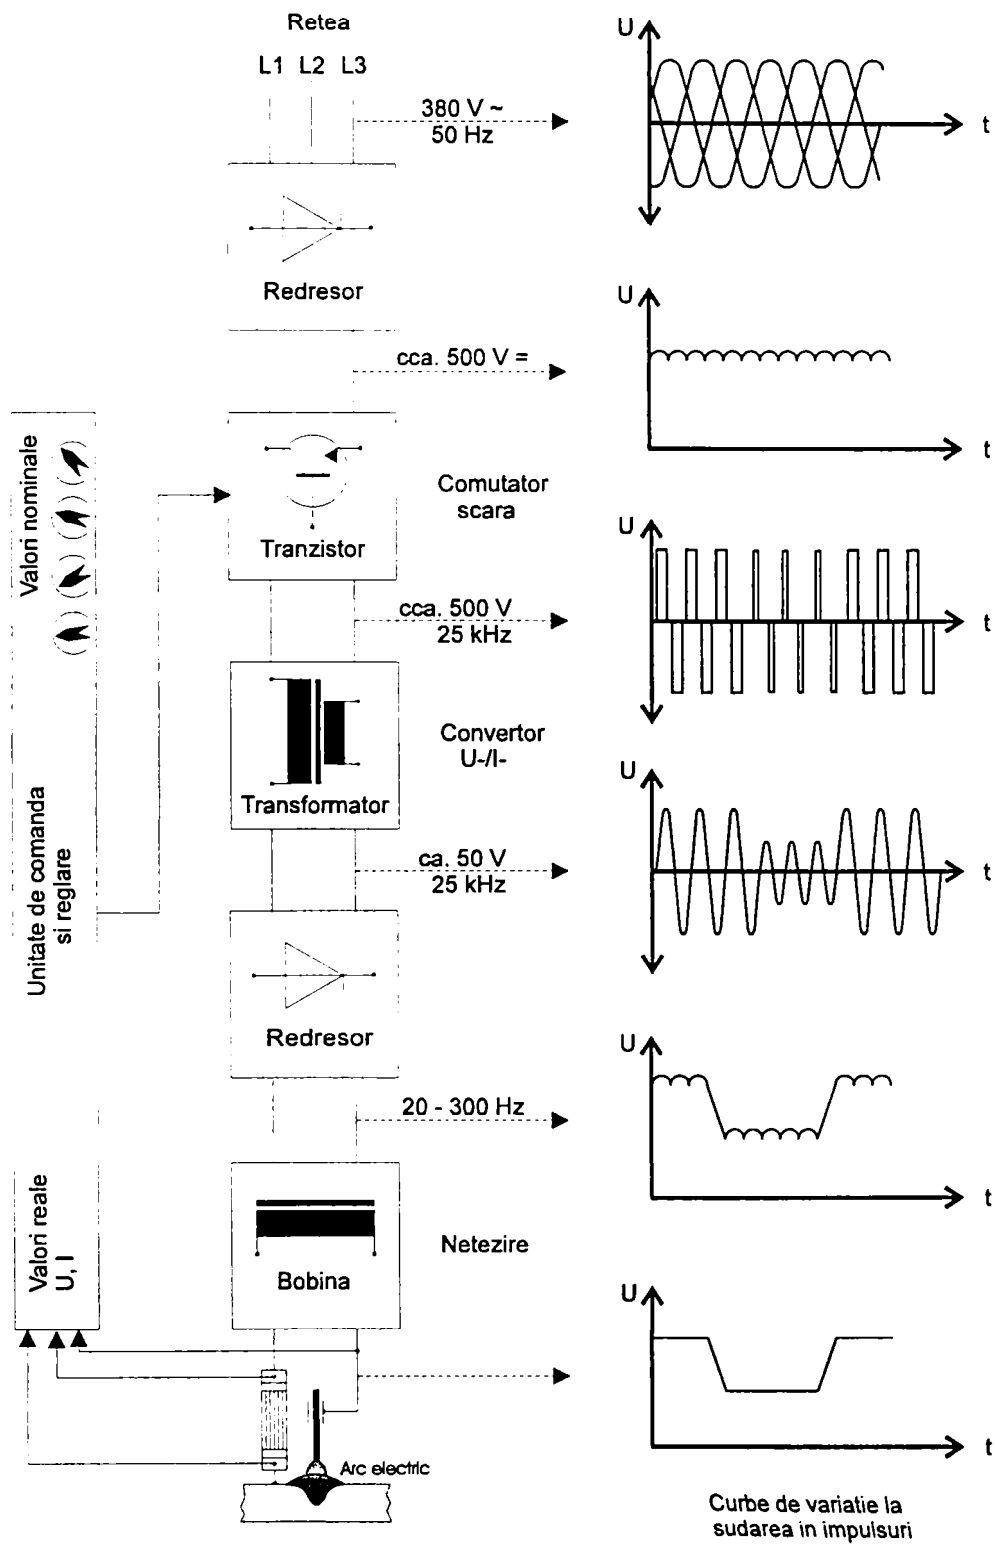 Retea
L1 L2 L3
380 V ~
50 Hz
U
t
Redresor
cca. 500 V =
U
t
Valori nominale
Unitate de comanda
si reglare
Tranzistor
Comutator
scara
cca. 500 V
25 kHz
U
t
Transformator
Convertor
U-/I-
ca. 50 V
25 kHz
U
t
Redresor
20 - 300 Hz
U
t
Valori reale
U, I
Bobina
Netezire
U
t
Arc electric
Curbe de variatie la
sudarea in impulsuri